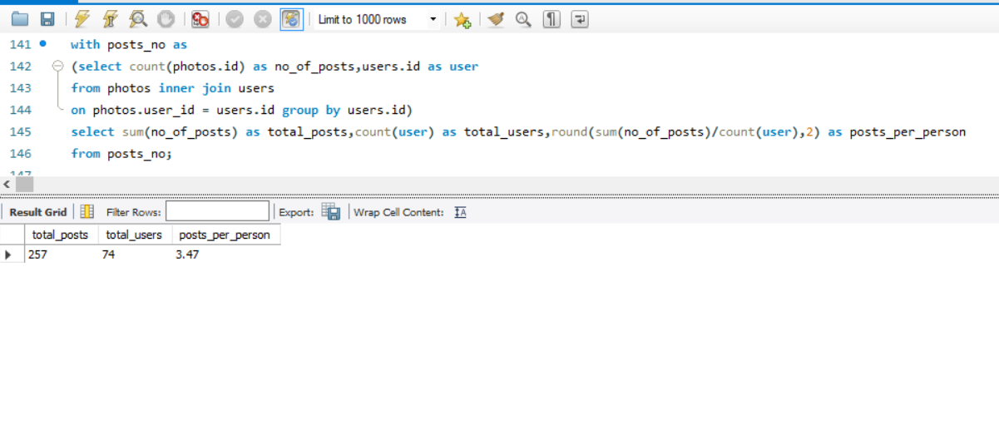 Limit to 1000 rows
141 with posts_no as
142 (select count(photos.id) as no_of_posts,users.id as user
143 from photos inner join users
144 on photos.user_id = users.id group by users.id)
145 select sum(no_of_posts) as total_posts,count(user) as total_users,round(sum(no_of_posts)/count(user),2) as posts_per_person
146 from posts_no;
147
Result Grid Filter Rows: Export: Wrap Cell Content: IA
total_posts total_users posts_per_person
257 74 3.47